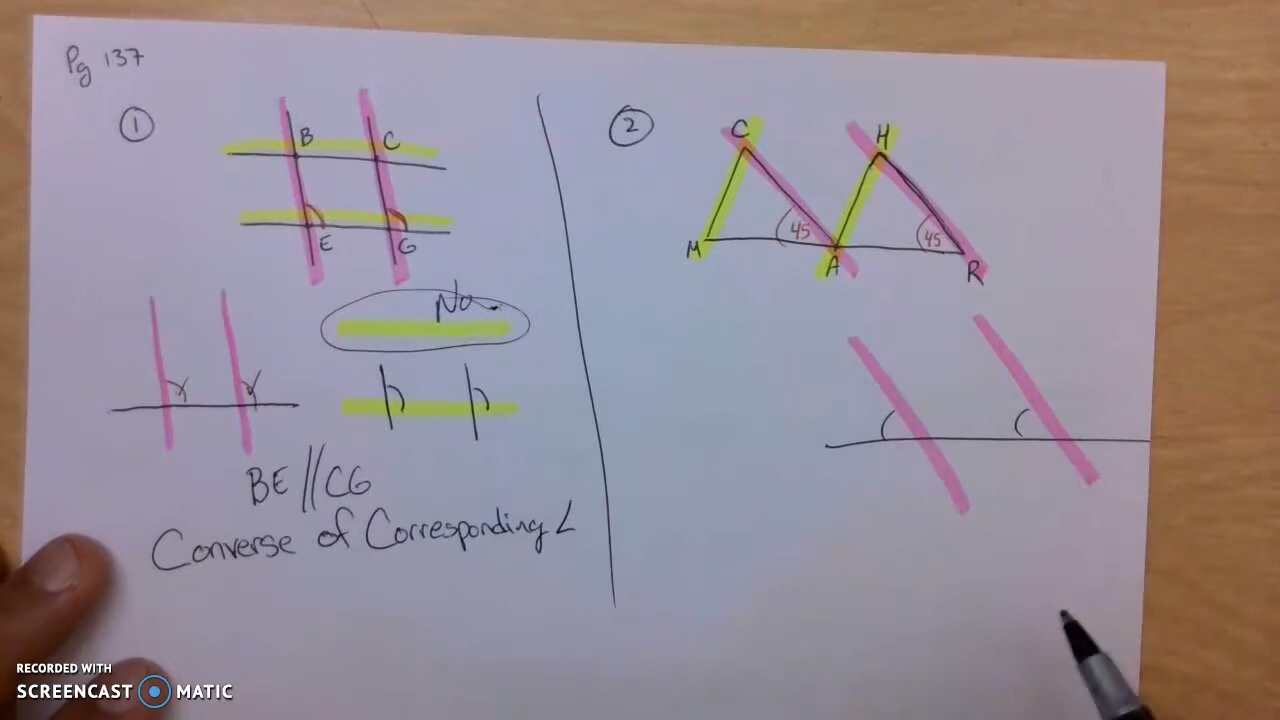 Pg 137
1
B
C
E
G
No.
BE // CG
Converse of Corresponding ∠
2
C
H
45
45
M
A
R
RECORDED WITH
SCREENCAST MATIC